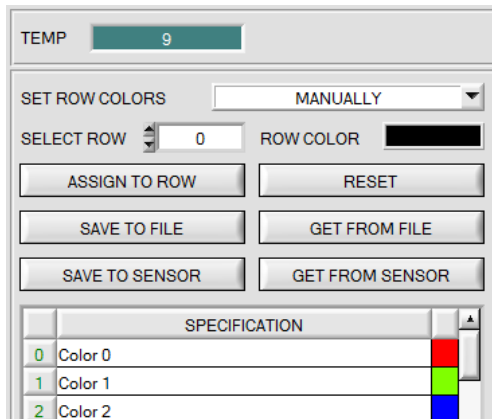 TEMP 9
SET ROW COLORS MANUALLY
SELECT ROW 0 ROW COLOR
ASSIGN TO ROW RESET
SAVE TO FILE GET FROM FILE
SAVE TO SENSOR GET FROM SENSOR
SPECIFICATION
0 Color 0
1 Color 1
2 Color 2